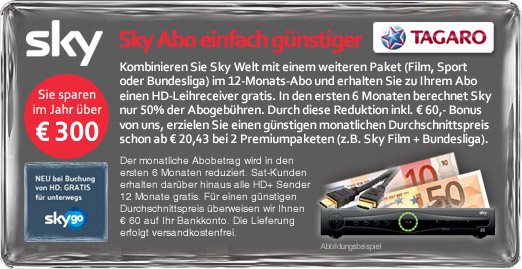 sky
Sky Abo einfach günstiger
TAGARO
Kombinieren Sie Sky Welt mit einem weiteren Paket (Film, Sport
oder Bundesliga) im 12-Monats-Abo und erhalten Sie zu Ihrem Abo
einen HD-Leihreceiver gratis. In den ersten 6 Monaten berechnet Sky
nur 50% der Abogebühren. Durch diese Reduktion inkl. € 60,- Bonus
von uns, erzielen Sie einen günstigen monatlichen Durchschnittspreis
schon ab € 20,43 bei 2 Premiumpaketen (z.B. Sky Film + Bundesliga).
Sie sparen
im Jahr über
€ 300
Der monatliche Abobetrag wird in den
ersten 6 Monaten reduziert. Sat-Kunden
erhalten darüber hinaus alle HD+ Sender
12 Monate gratis. Für einen günstigen
Durchschnittspreis überweisen wir Ihnen
€ 60 auf Ihr Bankkonto. Die Lieferung
erfolgt versandkostenfrei.
NEU bei Buchung
von HD: GRATIS
für unterwegs
sky go
10
50
sky
Abbildungsbeispiel